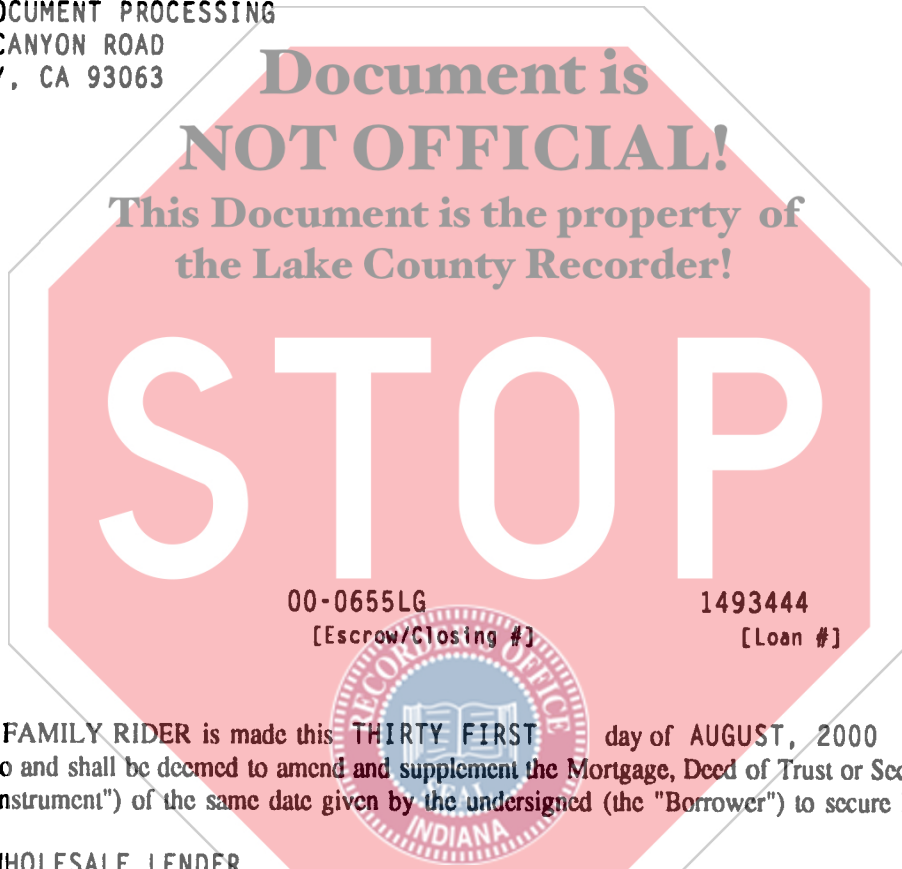 OCUMENT PROCESSING
CANYON ROAD
, CA 93063
Document is
NOT OFFICIAL!
This Document is the property of
the Lake County Recorder!
STOP
00-0655LG 1493444
[Escrow/Closing #] [Loan #]
FAMILY RIDER is made this THIRTY FIRST day of AUGUST, 2000
o and shall be deemed to amend and supplement the Mortgage, Deed of Trust or Sec
nstrument") of the same date given by the undersigned (the "Borrower") to secure
RECORDERS OFFICE
SEAL
INDIANA
HOLESALE LENDER